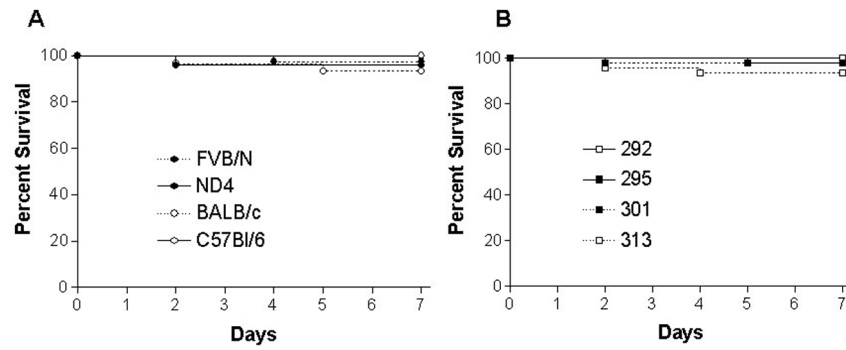 A
Percent Survival
100
80
60
40
20
0
FVB/N
ND4
BALB/c
C57Bl/6
0 1 2 3 4 5 6 7
Days
B
Percent Survival
100
80
60
40
20
0
292
295
301
313
0 1 2 3 4 5 6 7
Days